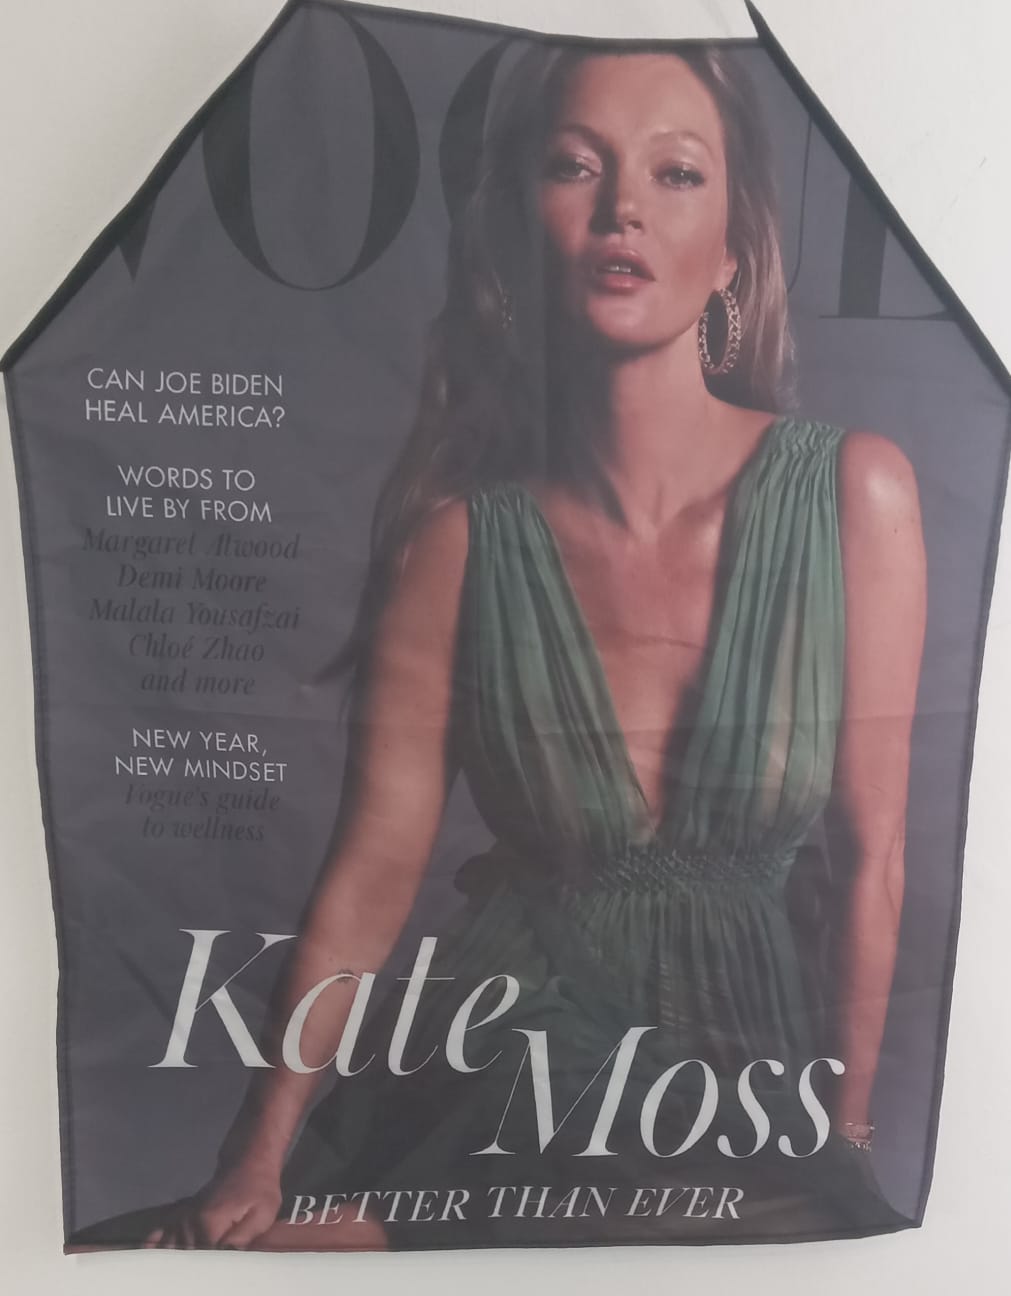 VOGUE
CAN JOE BIDEN
HEAL AMERICA?
WORDS TO
LIVE BY FROM
Margaret Atwood
Demi Moore
Malala Yousafzai
Chloé Zhao
and more
NEW YEAR,
NEW MINDSET
Vogue's guide
to wellness
Kate
Moss
BETTER THAN EVER